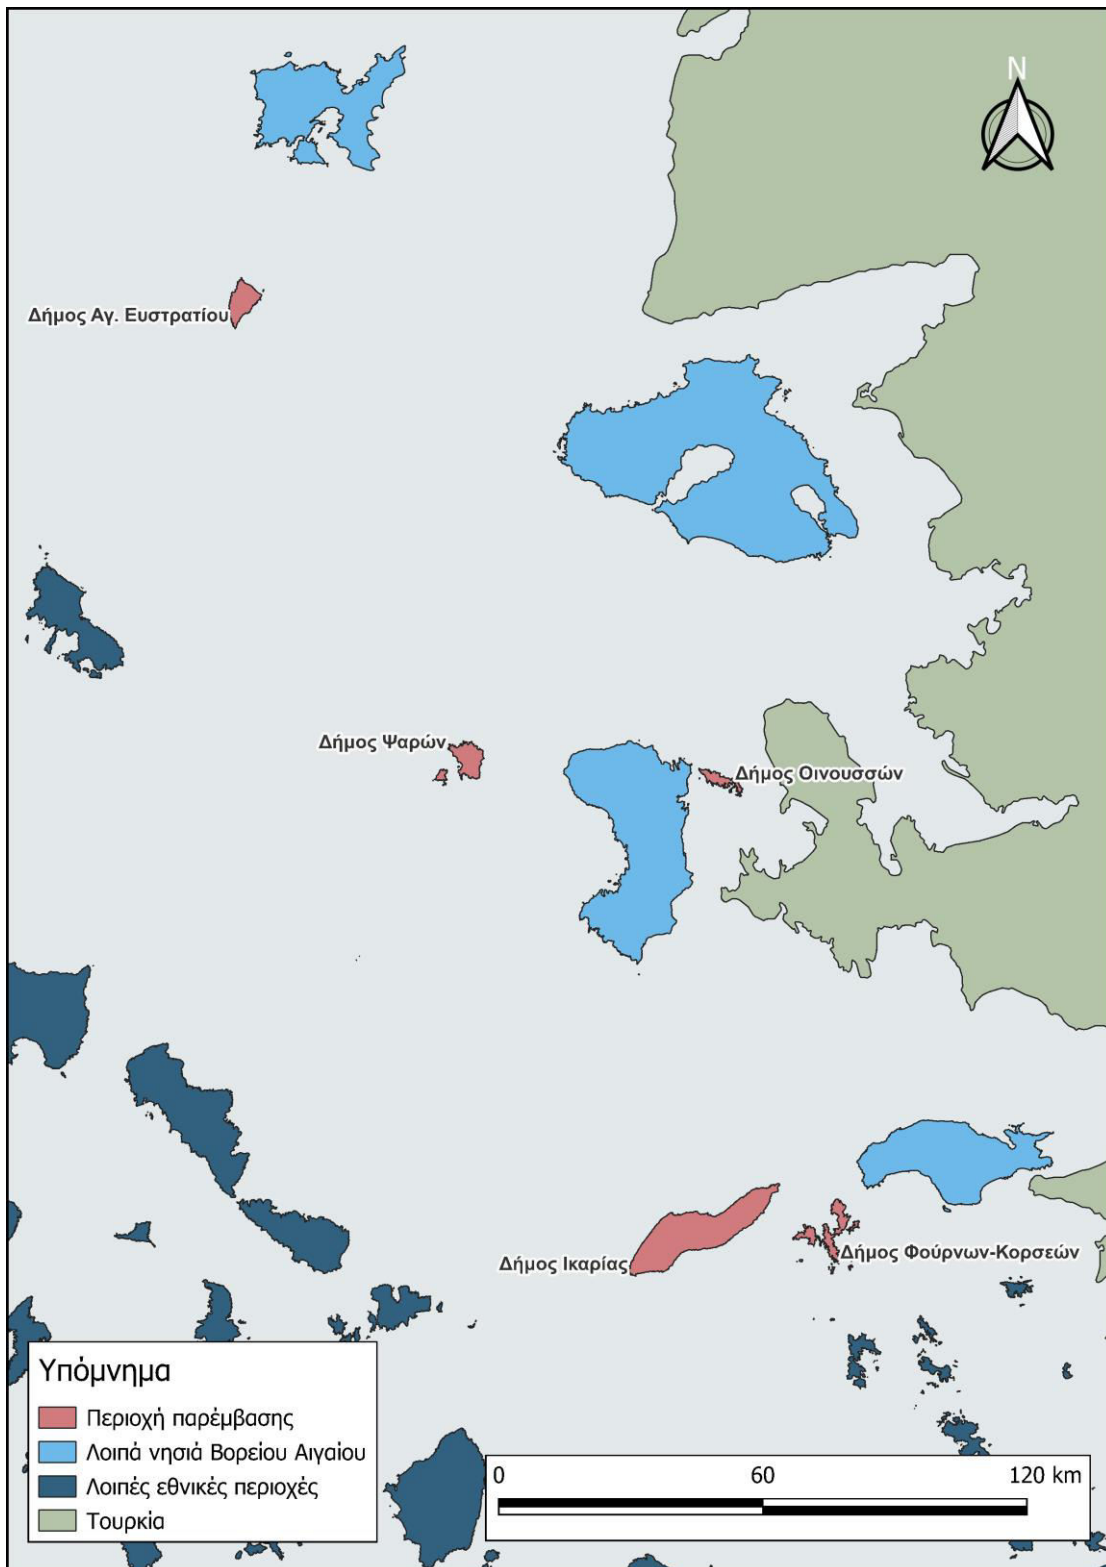 N
Δήμος Αγ. Ευστρατίου
Δήμος Ψαρών
Δήμος Οινουσσών
Δήμος Ικαρίας
Δήμος Φούρνων-Κορσεών
Υπόμνημα
Περιοχή παρέμβασης
Λοιπά νησιά Βορείου Αιγαίου
Λοιπές εθνικές περιοχές
Τουρκία
0 60 120 km